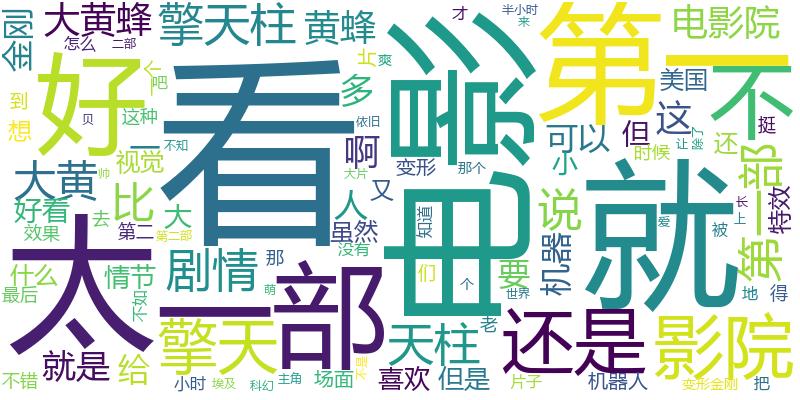 金刚
大黄蜂
擎天柱
黄蜂
才
半小时
来
第一
电影院
怎么
二部
好
看
电影
片
爽
吧
个人
多
到
想
这种
一
贝
不知
依旧
啊
不
美国
这
挺
可以
但
还
让
时候
大黄
比
视觉
变形
那个
小
第一部
特效
好看
去
帅
大片
人
知道
就
说
长
上
爱
被
效果
第二
大
第二部
虽然
太
一部
剧情
那
没有
们
要
机器
什么
情节
最后
不如
萌
个
世界
地
得
擎天
天柱
老
还是
影院
就是
给
不是
不错
小时
埃及
科幻
主角
场面
喜欢
但是
片子
机器人
变形金刚
把